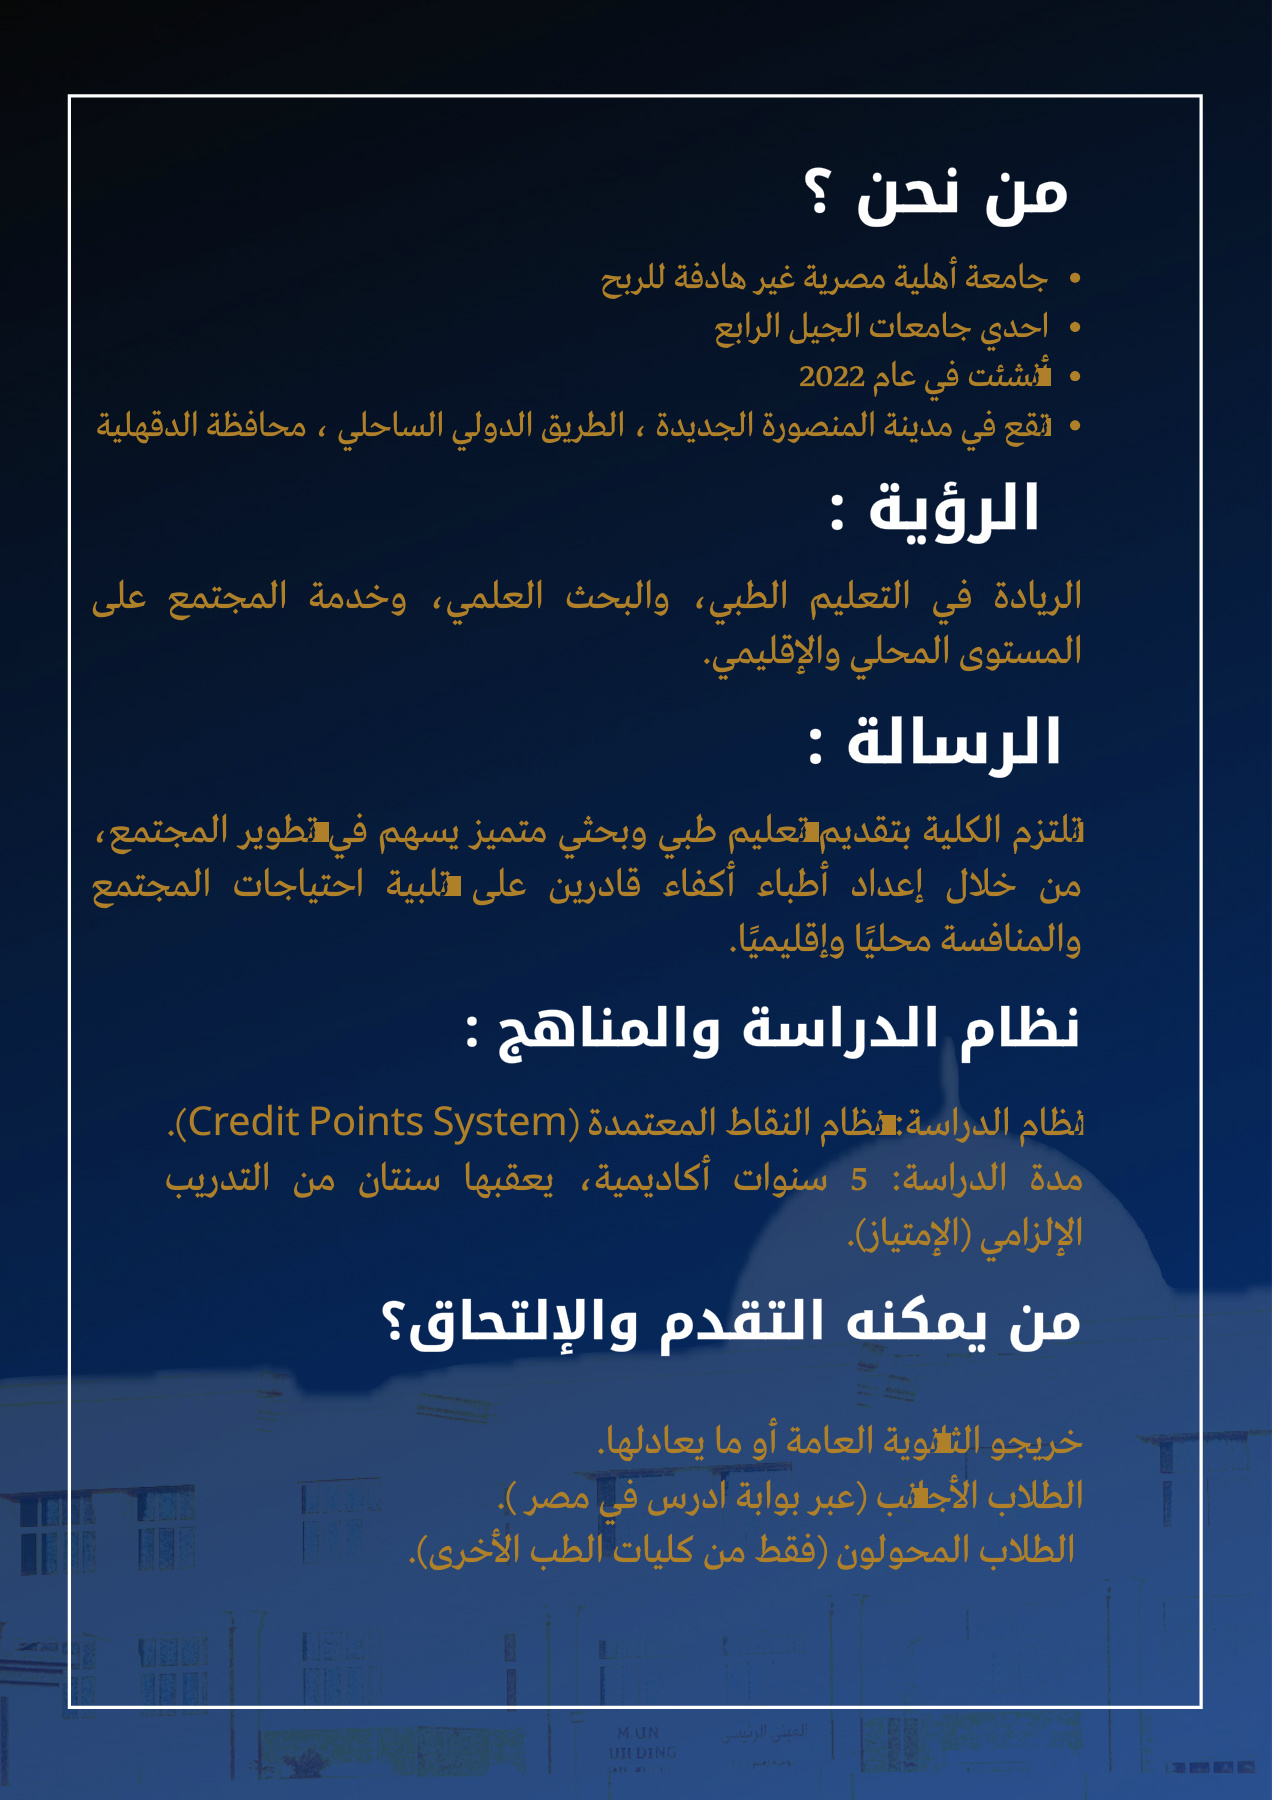 من نحن ؟
• جامعة أهلية مصرية غير هادفة للربح
• احدي جامعات الجيل الرابع
• أنشئت في عام 2022
• تقع في مدينة المنصورة الجديدة ، الطريق الدولي الساحلي ، محافظة الدقهلية
الرؤية :
الريادة في التعليم الطبي، والبحث العلمي، وخدمة المجتمع على
المستوى المحلي والإقليمي.
الرسالة :
تلتزم الكلية بتقديم تعليم طبي وبحثي متميز يسهم في تطوير المجتمع،
من خلال إعداد أطباء أكفاء قادرين على تلبية احتياجات المجتمع
والمنافسة محليًا وإقليميًا.
نظام الدراسة والمناهج :
نظام الدراسة: نظام النقاط المعتمدة (Credit Points System).
مدة الدراسة: 5 سنوات أكاديمية، يعقبها سنتان من التدريب
الإلزامي (الإمتياز).
من يمكنه التقدم والإلتحاق؟
خريجو الثانوية العامة أو ما يعادلها.
الطلاب الأجانب (عبر بوابة ادرس في مصر ).
الطلاب المحولون (فقط من كليات الطب الأخرى).